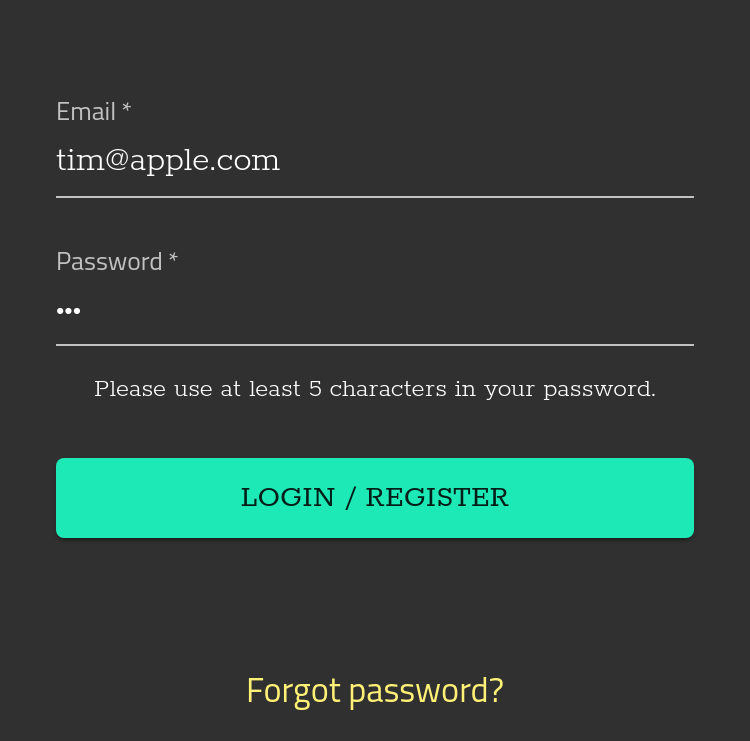 Email *
tim@apple.com
Password *
•••
Please use at least 5 characters in your password.
LOGIN / REGISTER
Forgot password?